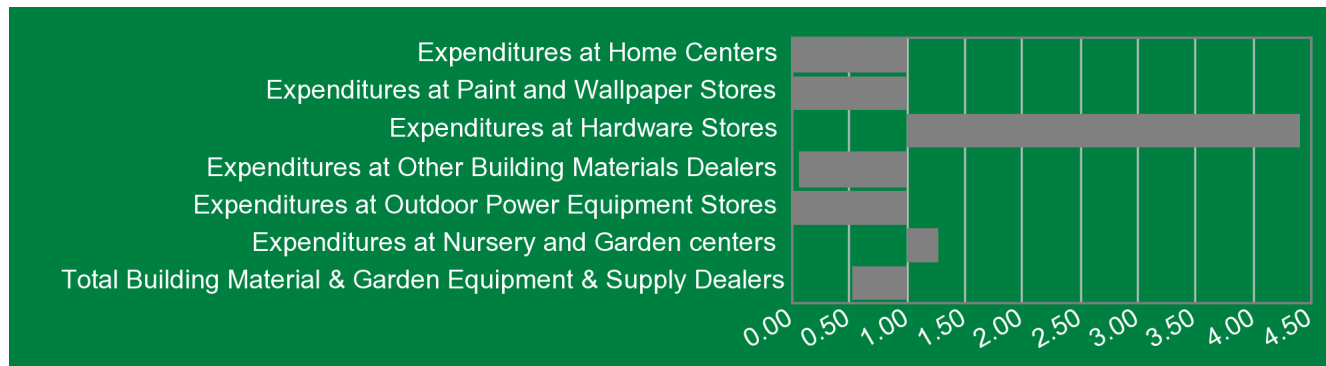 Expenditures at Home Centers
Expenditures at Paint and Wallpaper Stores
Expenditures at Hardware Stores
Expenditures at Other Building Materials Dealers
Expenditures at Outdoor Power Equipment Stores
Expenditures at Nursery and Garden centers
Total Building Material & Garden Equipment & Supply Dealers
0.00 0.50 1.00 1.50 2.00 2.50 3.00 3.50 4.00 4.50